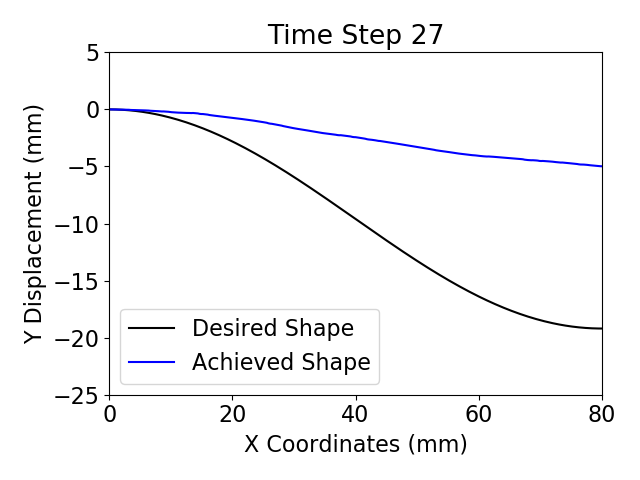 Time Step 27
Y Displacement (mm)
5
0
−5
−10
−15
−20
−25
Desired Shape
Achieved Shape
0 20 40 60 80
X Coordinates (mm)